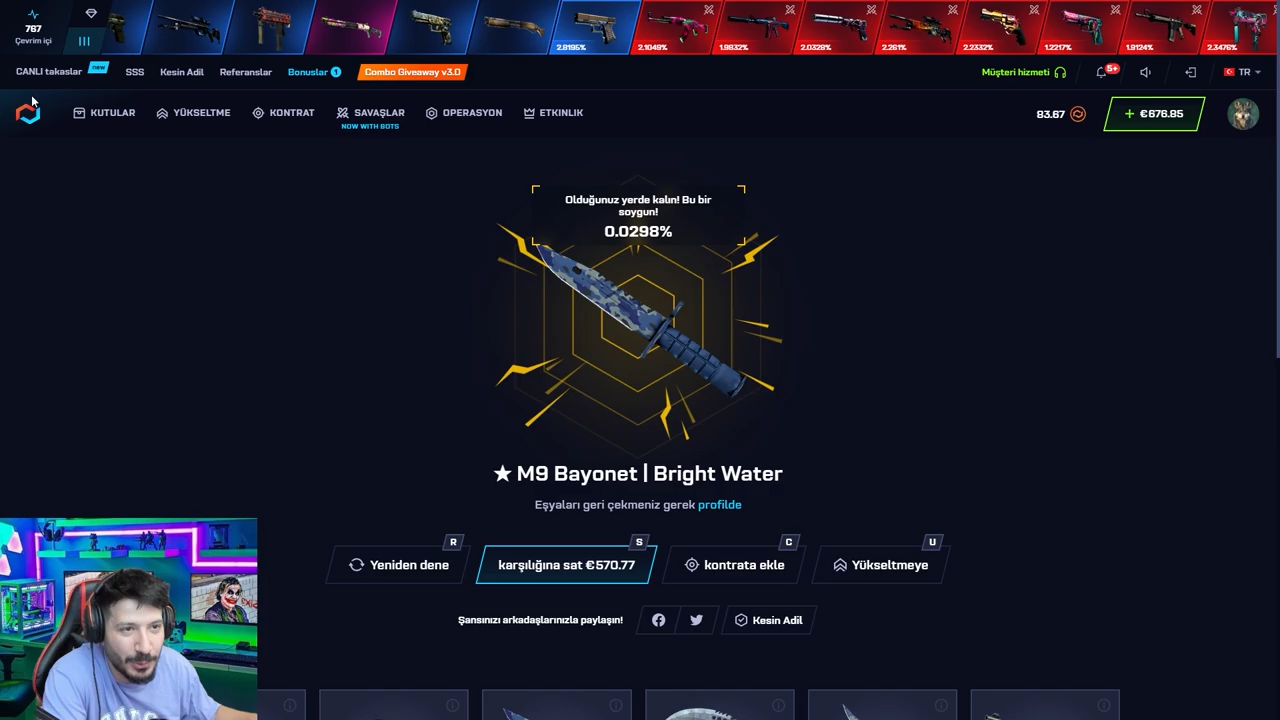 2.8195%
2.1049%
1.9832%
2.0328%
2.261%
2.2332%
1.2217%
1.9124%
2.3476%
767
Çevrim içi
CANLI takaslar
new
SSS
Kesin Adil
Referanslar
Bonuslar 1
Combo Giveaway v3.0
Müşteri hizmeti
5+
TR
KUTULAR
YÜKSELTME
KONTRAT
SAVAŞLAR
NOW WITH BOTS
OPERASYON
ETKINLIK
83.67
+ €676.85
Olduğunuz yerde kalın! Bu bir
soygun!
0.0298%
★ M9 Bayonet | Bright Water
Eşyaları geri çekmeniz gerek profilde
R
Yeniden dene
S
karşılığına sat €570.77
C
kontrata ekle
U
Yükseltmeye
Şansınızı arkadaşlarınızla paylaşın!
Kesin Adil